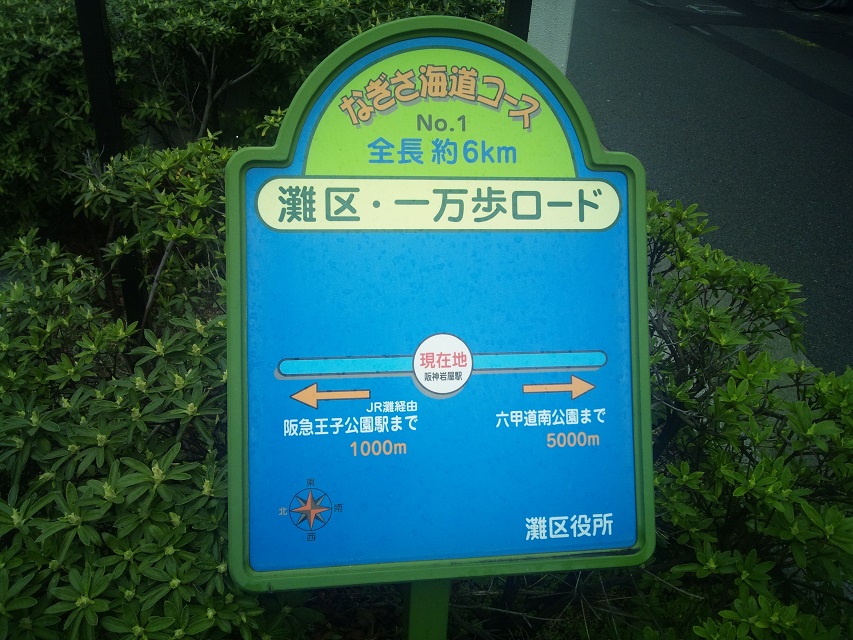 なぎさ海道コース
No.1
全長 約6km
灘区・一万歩ロード
現在地
阪神岩屋駅
JR灘経由
阪急王子公園駅まで
1000m
六甲道南公園まで
5000m
東
北
南
西
灘区役所